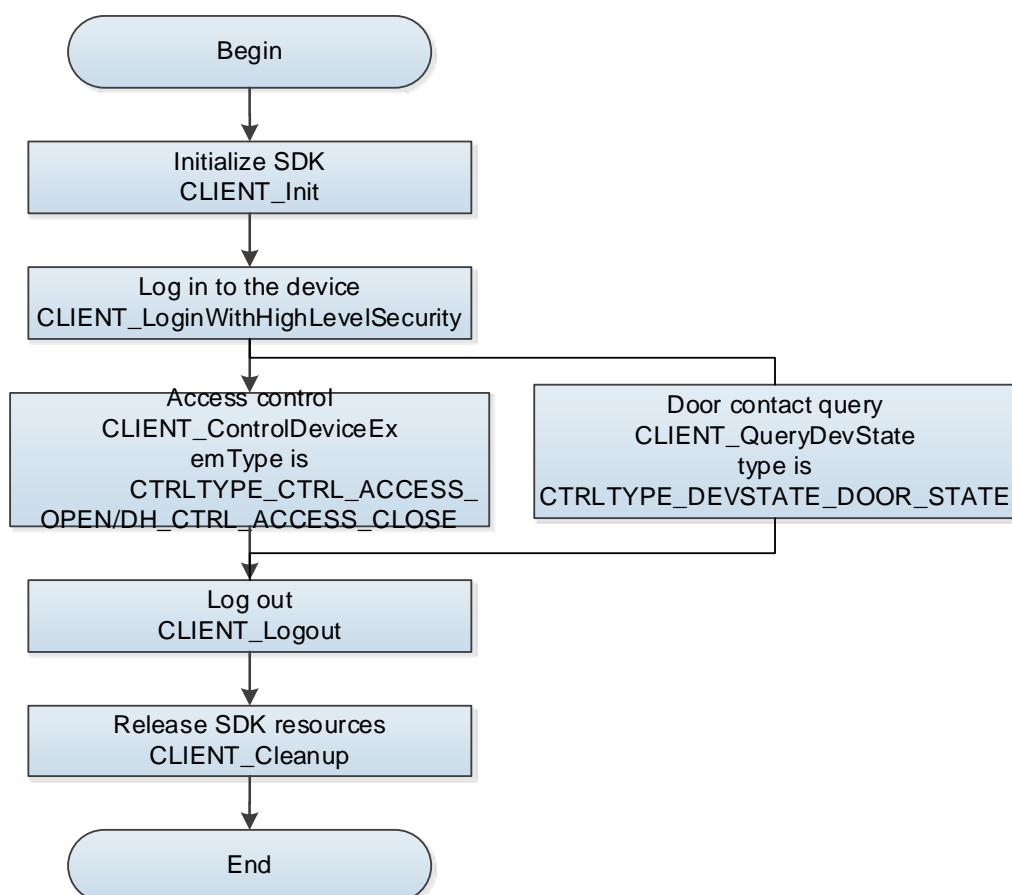 Begin
Initialize SDK
CLIENT_Init
Log in to the device
CLIENT_LoginWithHighLevelSecurity
Access control
CLIENT_ControlDeviceEx
emType is
CTRLTYPE_CTRL_ACCESS_
OPEN/DH_CTRL_ACCESS_CLOSE
Door contact query
CLIENT_QueryDevState
type is
CTRLTYPE_DEVSTATE_DOOR_STATE
Log out
CLIENT_Logout
Release SDK resources
CLIENT_Cleanup
End